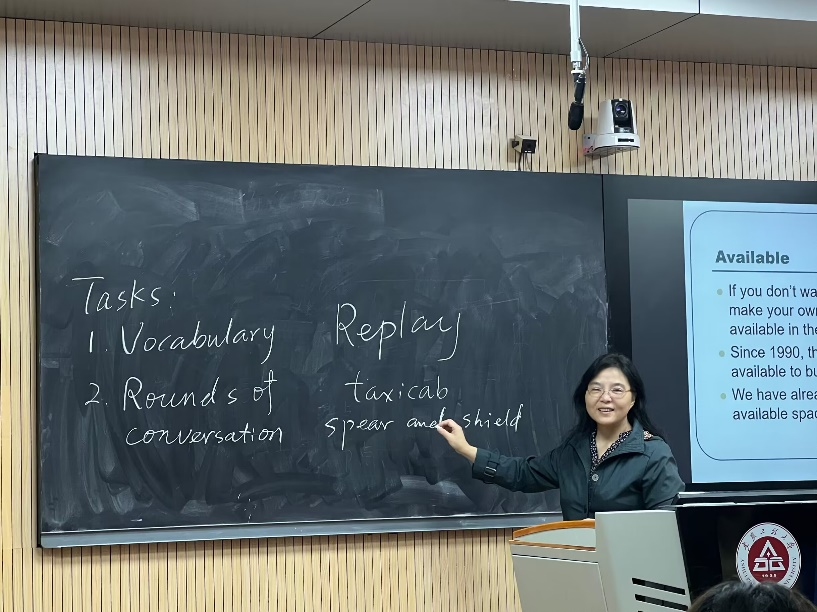 Tasks:
1. Vocabulary
2. Rounds of
conversation
Replay
taxicab
spear and shield
Available
If you don't wa
make your ow
available in the
Since 1990, th
available to bu
We have alrea
available spac